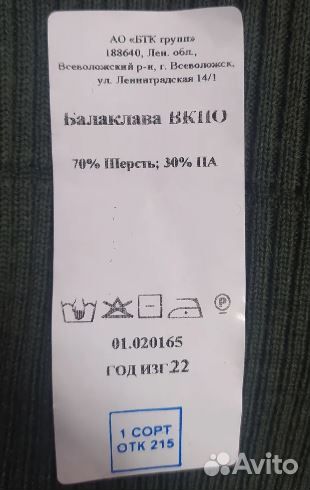 АО «БТК групп»
188640, Лен. обл.,
Всеволожский р-н, г. Всеволожск,
ул. Ленинградская 14/1
Балаклава ВКПО
70% Шерсть; 30% ПА
P
01.020165
ГОД ИЗГ.22
1 СОРТ
ОТК 215
Avito